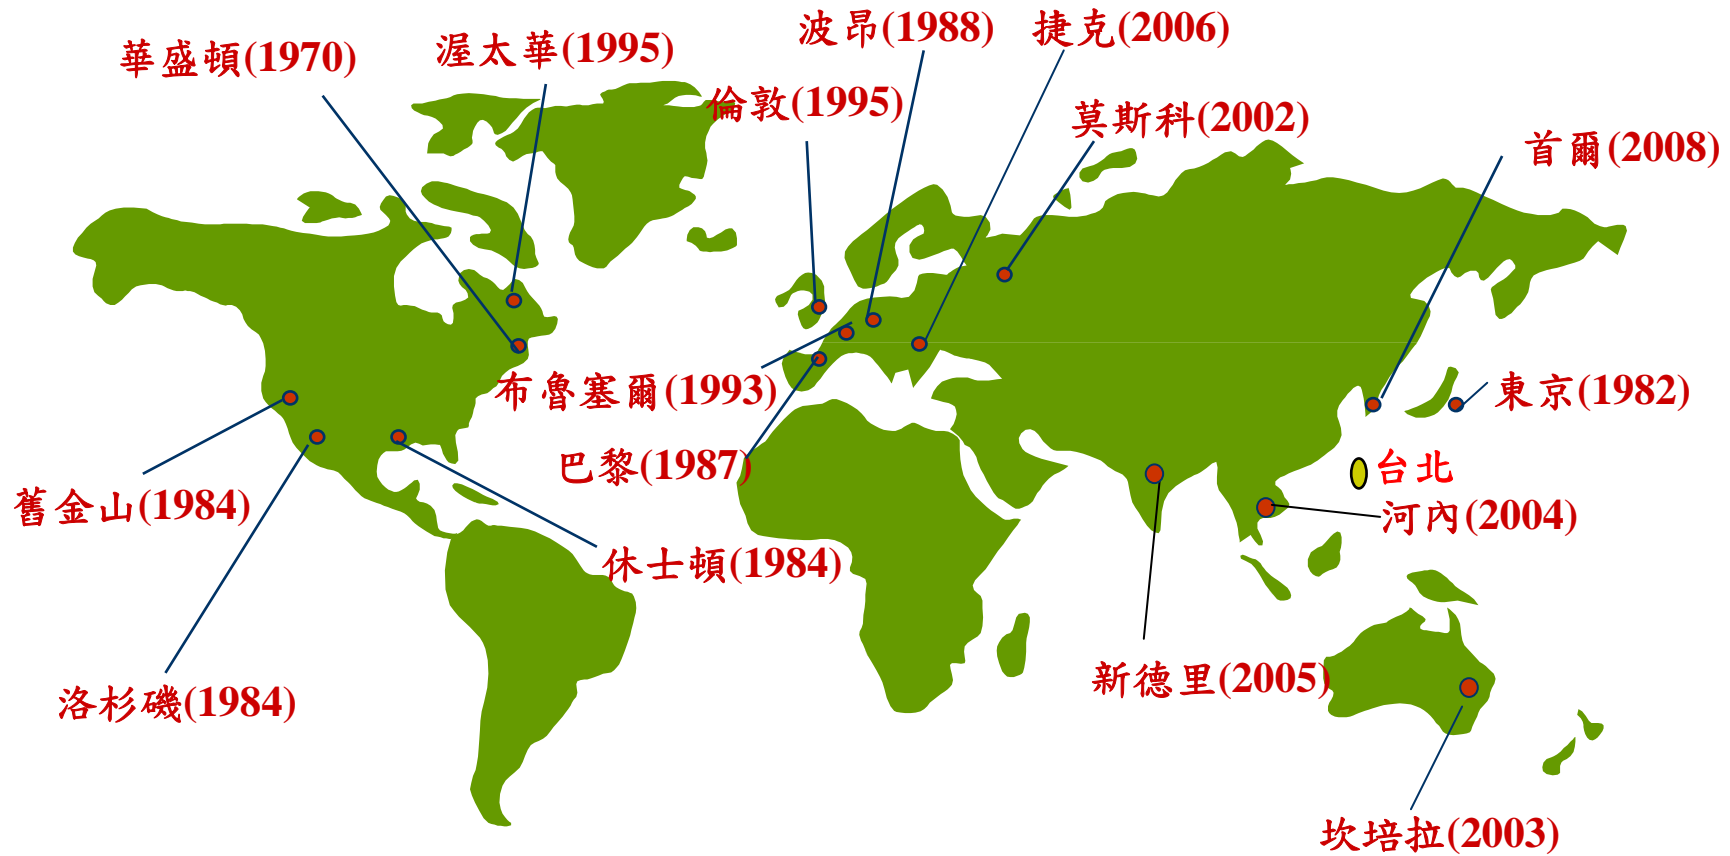 波昂(1988)
捷克(2006)
華盛頓(1970)
渥太華(1995)
倫敦(1995)
莫斯科(2002)
首爾(2008)
布魯塞爾(1993)
東京(1982)
巴黎(1987)
台北
舊金山(1984)
河內(2004)
休士頓(1984)
新德里(2005)
洛杉磯(1984)
坎培拉(2003)